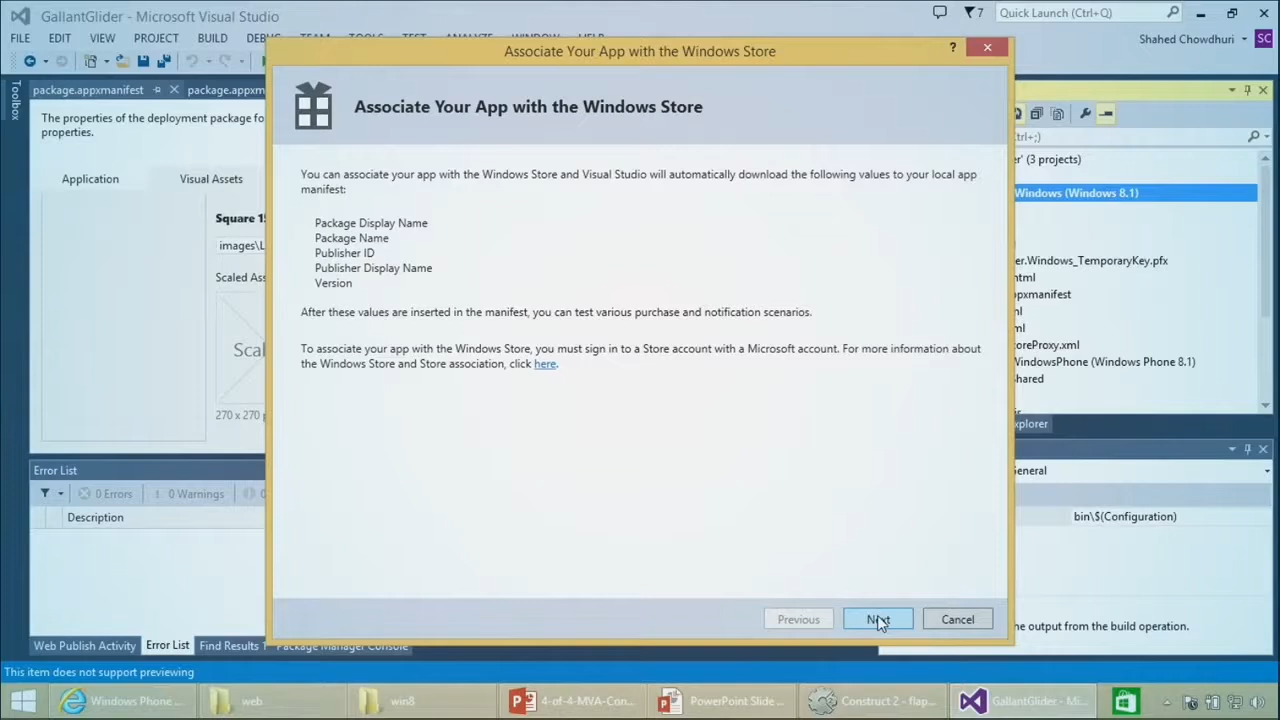 GallantGlider - Microsoft Visual Studio
7
Quick Launch (Ctrl+Q)
FILE EDIT VIEW PROJECT BUILD
Shahed Chowdhuri
SC
Associate Your App with the Windows Store
?
Toolbox
package.appxmanifest
package.appxm
The properties of the deployment package fo
properties.
Application
Visual Assets
Square 15
images\L
Scaled Ass
Scal
270 x 270 p
Associate Your App with the Windows Store
You can associate your app with the Windows Store and Visual Studio will automatically download the following values to your local app
manifest:
Package Display Name
Package Name
Publisher ID
Publisher Display Name
Version
After these values are inserted in the manifest, you can test various purchase and notification scenarios.
To associate your app with the Windows Store, you must sign in to a Store account with a Microsoft account. For more information about
the Windows Store and Store association, click here.
Previous
Next
Cancel
trl+;)
er' (3 projects)
Windows (Windows 8.1)
er.Windows_TemporaryKey.pfx
html
ppxmanifest
ml
oreProxy.xml
WindowsPhone (Windows Phone 8.1)
Shared
xplorer
General
bin\$(Configuration)
he output from the build operation.
Error List
0 Errors
0 Warnings
Description
Web Publish Activity
Error List
Find Results 1
Package Manager Console
This item does not support previewing
Windows Phone ...
web
win8
4-of-4-MVA-Con...
PowerPoint Slide ...
Construct 2 - flap...
GallantGlider - Mi...